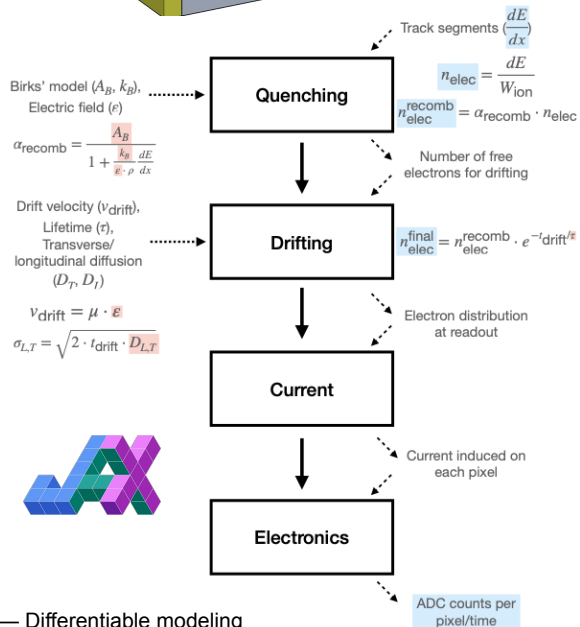 Track segments (dE/dx)
n_elec = dE/W_ion
Birks' model (A_B, k_B),
Electric field (ε)
Quenching
n_elec^recomb = α_recomb · n_elec
α_recomb = A_B / (1 + k_B/(ε · ρ) dE/dx)
Number of free
electrons for drifting
Drift velocity (v_drift),
Lifetime (τ),
Transverse/
longitudinal diffusion
(D_T, D_l)
Drifting
n_elec^final = n_elec^recomb · e^{-t_drift/τ}
v_drift = μ · ε
σ_{L,T} = √(2 · t_drift · D_{L,T})
Electron distribution
at readout
Current
JAX
Current induced on
each pixel
Electronics
ADC counts per
pixel/time
— Differentiable modeling